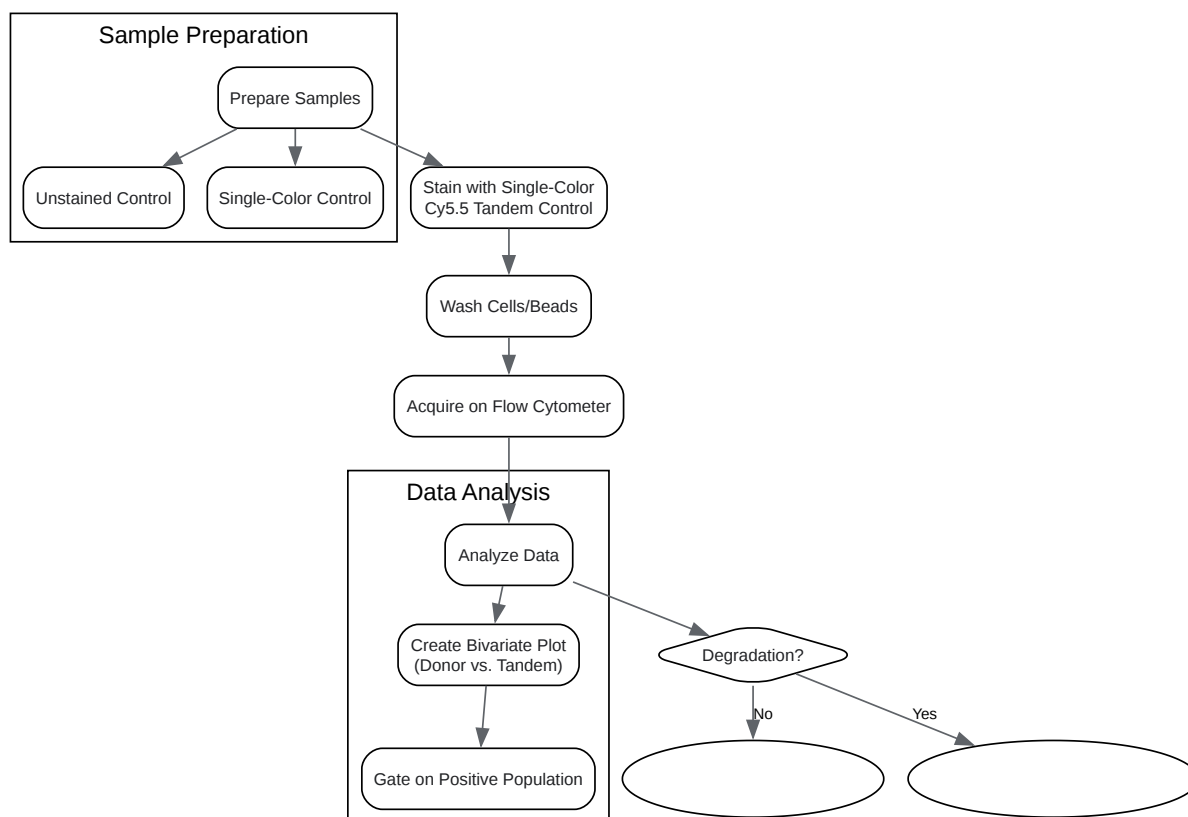 Sample Preparation
Prepare Samples
Unstained Control
Single-Color Control
Stain with Single-Color
Cy5.5 Tandem Control
Wash Cells/Beads
Acquire on Flow Cytometer
Data Analysis
Analyze Data
Create Bivariate Plot
(Donor vs. Tandem)
Degradation?
No
Yes
Gate on Positive Population